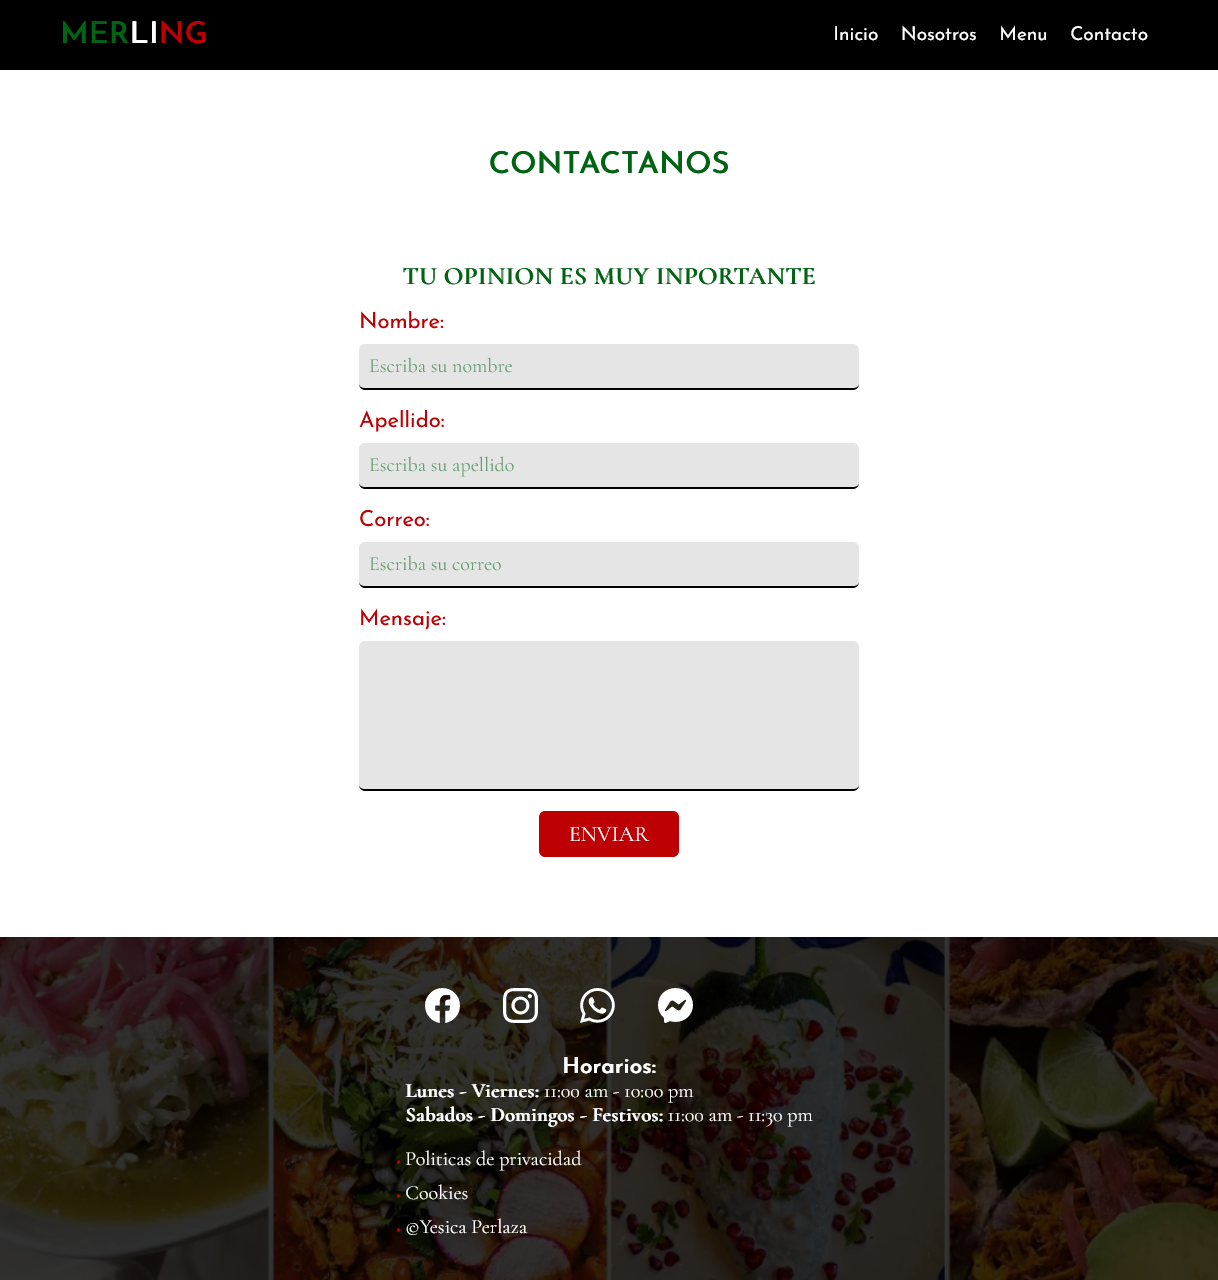 MERLING
Inicio Nosotros Menu Contacto
CONTACTANOS
TU OPINION ES MUY INPORTANTE
Nombre:
Escriba su nombre
Apellido:
Escriba su apellido
Correo:
Escriba su correo
Mensaje:
ENVIAR
Horarios:
Lunes - Viernes: 11:00 am - 10:00 pm
Sabados - Domingos - Festivos: 11:00 am - 11:30 pm
Politicas de privacidad
Cookies
©Yesica Perlaza